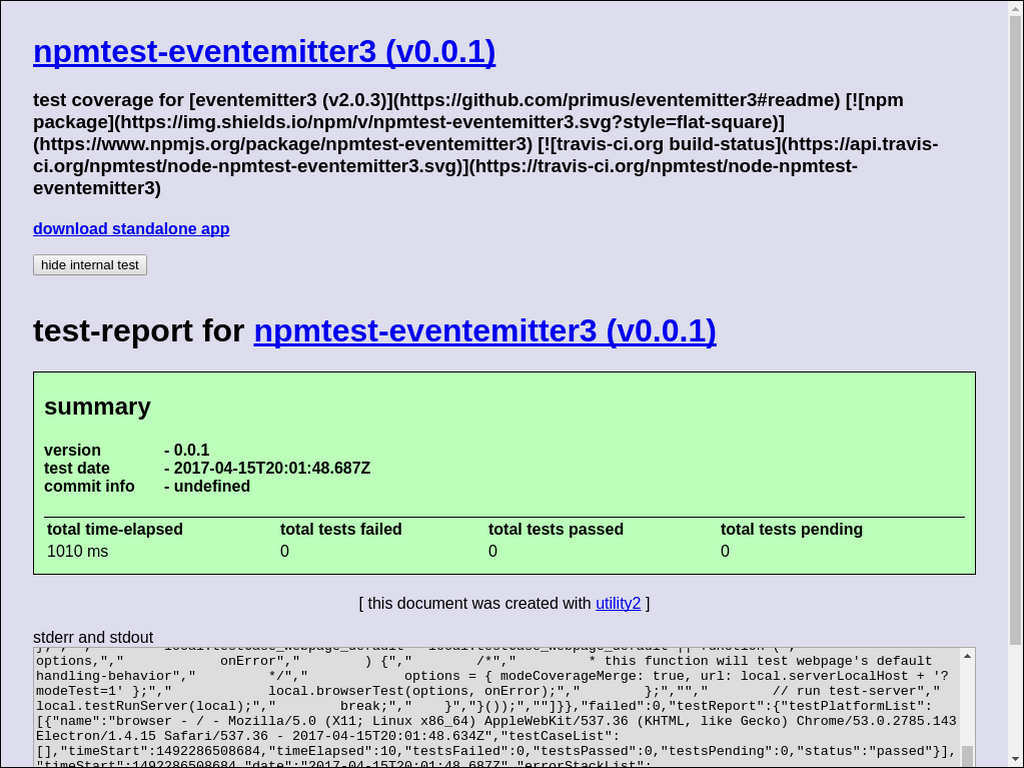 npmtest-eventemitter3 (v0.0.1)
test coverage for [eventemitter3 (v2.0.3)](https://github.com/primus/eventemitter3#readme) [![npm
package](https://img.shields.io/npm/v/npmtest-eventemitter3.svg?style=flat-square)]
(https://www.npmjs.org/package/npmtest-eventemitter3) [![travis-ci.org build-status](https://api.travis-
ci.org/npmtest/node-npmtest-eventemitter3.svg)](https://travis-ci.org/npmtest/node-npmtest-
eventemitter3)
download standalone app
hide internal test
test-report for npmtest-eventemitter3 (v0.0.1)
summary
version - 0.0.1
test date - 2017-04-15T20:01:48.687Z
commit info - undefined
total time-elapsed total tests failed total tests passed total tests pending
1010 ms 0 0 0
[ this document was created with utility2 ]
stderr and stdout
options,"," onError"," ) {"," /*"," * this function will test webpage's default
handling-behavior"," */"," options = { modeCoverageMerge: true, url: local.serverLocalHost + '?
modeTest=1' };"," local.browserTest(options, onError);"," };",""," // run test-server","
local.testRunServer(local);"," break;"," }","}());",""]}},"failed":0,"testReport":{"testPlatformList":
[{"name":"browser - / - Mozilla/5.0 (X11; Linux x86_64) AppleWebKit/537.36 (KHTML, like Gecko) Chrome/53.0.2785.143
Electron/1.4.15 Safari/537.36 - 2017-04-15T20:01:48.634Z","testCaseList":
[],"timeStart":1492286508684,"timeElapsed":10,"testsFailed":0,"testsPassed":0,"testsPending":0,"status":"passed"}],
"timeStart":1492286508684,"date":"2017-04-15T20:01:48.687Z","errorStackList":